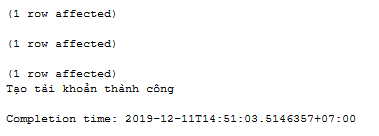 (1 row affected)
(1 row affected)
(1 row affected)
Tạo tài khoản thành công
Completion time: 2019-12-11T14:51:03.5146357+07:00